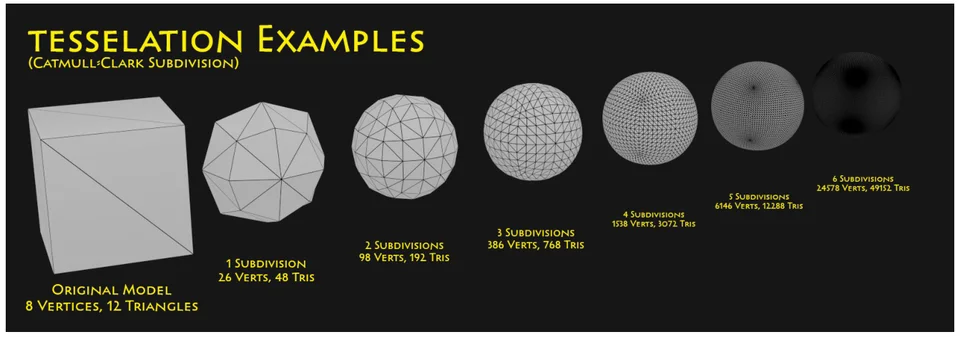 Tesselation Examples
(Catmull-Clark Subdivision)
Original Model
8 Vertices, 12 Triangles
1 Subdivision
26 Verts, 48 Tris
2 Subdivisions
98 Verts, 192 Tris
3 Subdivisions
386 Verts, 768 Tris
4 Subdivisions
1538 Verts, 3072 Tris
5 Subdivisions
6146 Verts, 12288 Tris
6 Subdivisions
24578 Verts, 49152 Tris